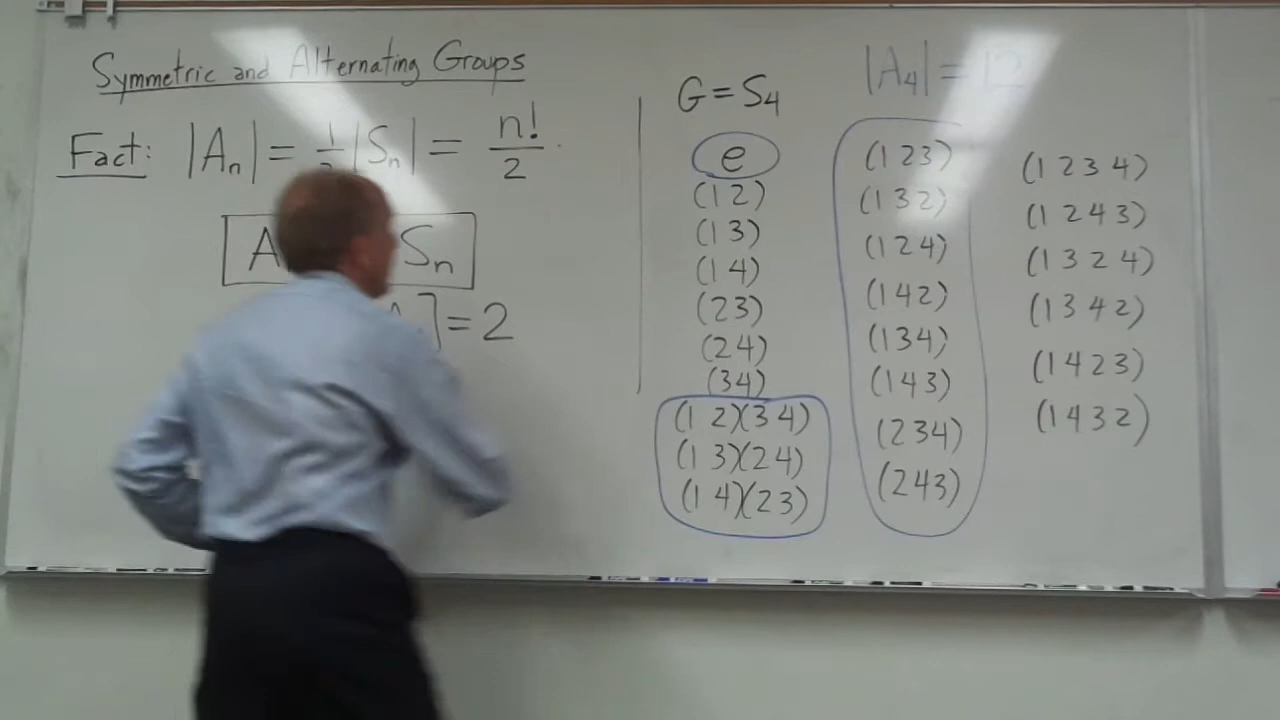 Symmetric and Alternating Groups
Fact: |Aₙ| = 1 |Sₙ| = n!/2
A Sₙ
] = 2
G = S₄
e
(1 2)
(1 3)
(1 4)
(2 3)
(2 4)
(3 4)
(1 2)(3 4)
(1 3)(2 4)
(1 4)(2 3)
|A₄| = 12
(1 2 3)
(1 3 2)
(1 2 4)
(1 4 2)
(1 3 4)
(1 4 3)
(2 3 4)
(2 4 3)
(1 2 3 4)
(1 2 4 3)
(1 3 2 4)
(1 3 4 2)
(1 4 2 3)
(1 4 3 2)